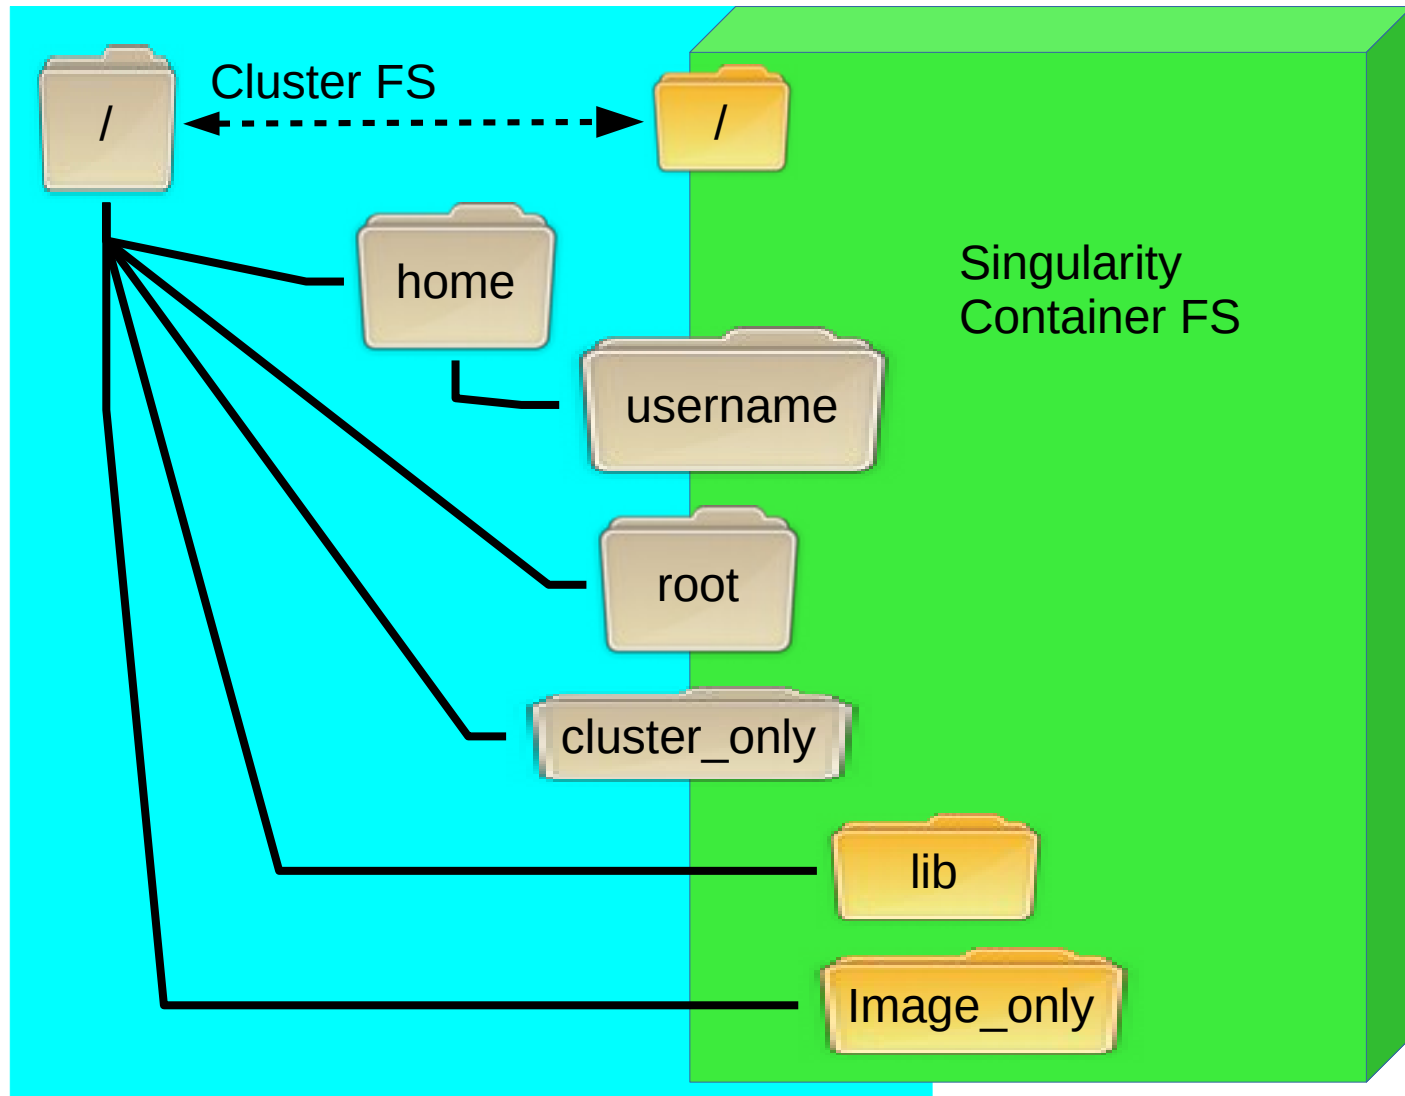 Cluster FS
/
/
home
Singularity
Container FS
username
root
cluster_only
lib
Image_only